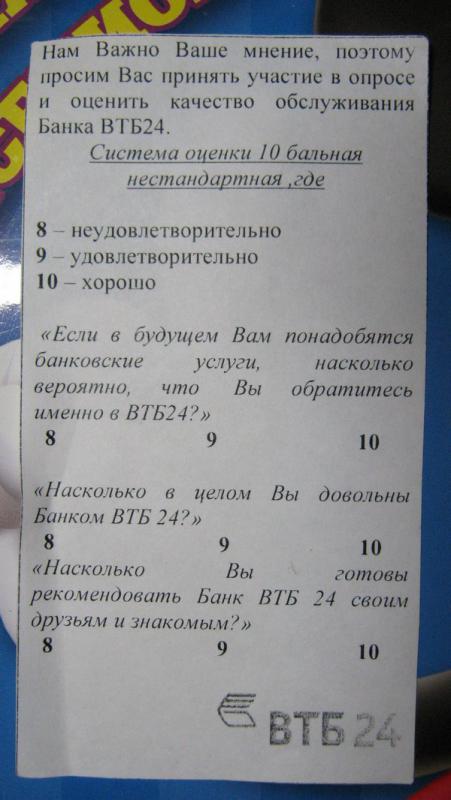 Нам Важно Ваше мнение, поэтому
просим Вас принять участие в опросе
и оценить качество обслуживания
Банка ВТБ24.
Система оценки 10 бальная
нестандартная ,где
8 – неудовлетворительно
9 – удовлетворительно
10 – хорошо
«Если в будущем Вам понадобятся
банковские услуги, насколько
вероятно, что Вы обратитесь
именно в ВТБ24?»
8 9 10
«Насколько в целом Вы довольны
Банком ВТБ 24?»
8 9 10
«Насколько Вы готовы
рекомендовать Банк ВТБ 24 своим
друзьям и знакомым?»
8 9 10
ВТБ 24